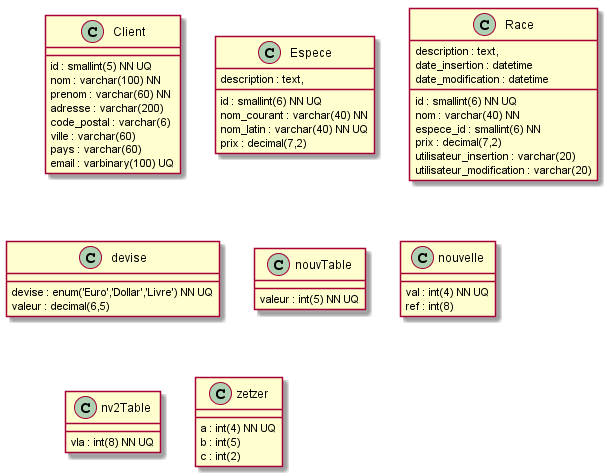 C Client
id : smallint(5) NN UQ
nom : varchar(100) NN
prenom : varchar(60) NN
adresse : varchar(200)
code_postal : varchar(6)
ville : varchar(60)
pays : varchar(60)
email : varbinary(100) UQ
C Espece
description : text,
id : smallint(6) NN UQ
nom_courant : varchar(40) NN
nom_latin : varchar(40) NN UQ
prix : decimal(7,2)
C Race
description : text,
date_insertion : datetime
date_modification : datetime
id : smallint(6) NN UQ
nom : varchar(40) NN
espece_id : smallint(6) NN
prix : decimal(7,2)
utilisateur_insertion : varchar(20)
utilisateur_modification : varchar(20)
C devise
devise : enum('Euro','Dollar','Livre') NN UQ
valeur : decimal(6,5)
C nouvTable
valeur : int(5) NN UQ
C nouvelle
val : int(4) NN UQ
ref : int(8)
C nv2Table
vla : int(8) NN UQ
C zetzer
a : int(4) NN UQ
b : int(5)
c : int(2)